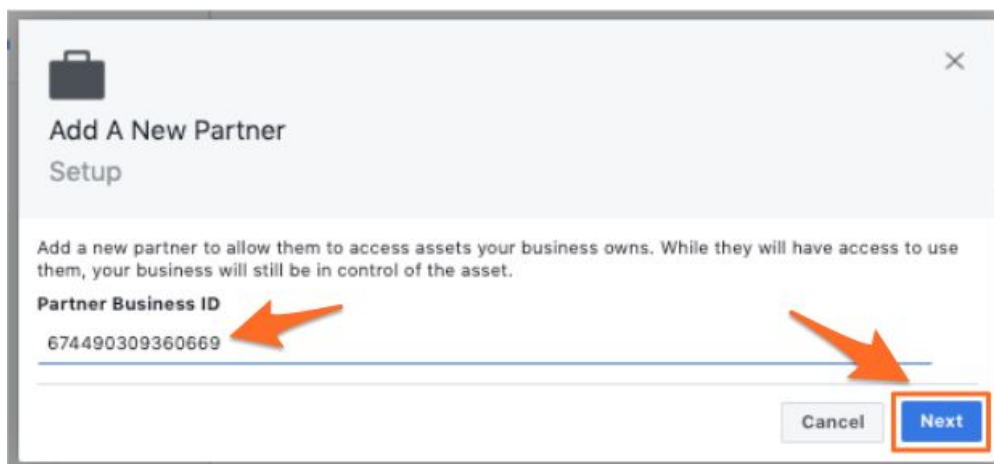 Add A New Partner
Setup
Add a new partner to allow them to access assets your business owns. While they will have access to use
them, your business will still be in control of the asset.
Partner Business ID
674490309360669
Cancel
Next